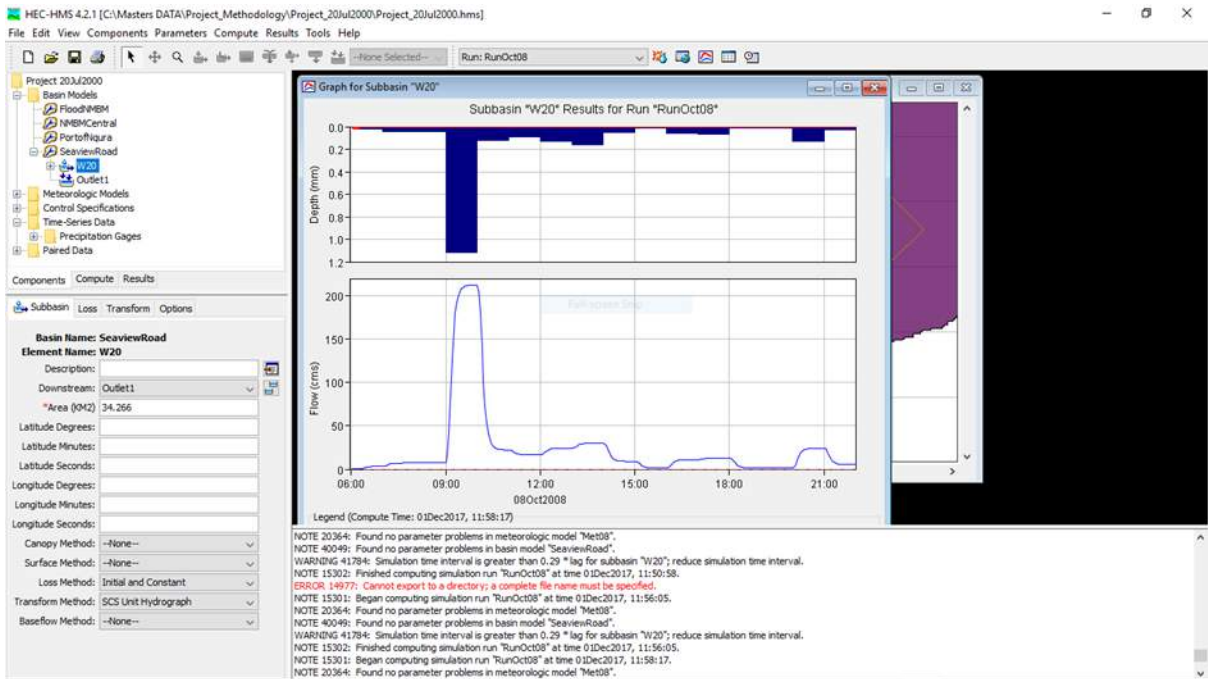 HEC-HMS 4.2.1 [C:\Masters DATA\Project_Methodology\Project_20Jul2000\Project_20Jul2000.hms]
File Edit View Components Parameters Compute Results Tools Help
--None Selected--
Run: RunOct08
Project 20Jul2000
Basin Models
FloodNMBM
NMBMCentral
PortofNqura
SeaviewRoad
W20
Outlet1
Meteorologic Models
Control Specifications
Time-Series Data
Precipitation Gages
Paired Data
Components Compute Results
Subbasin Loss Transform Options
Basin Name: SeaviewRoad
Element Name: W20
Description:
Downstream: Outlet1
*Area (KM2) 34.266
Latitude Degrees:
Latitude Minutes:
Latitude Seconds:
Longitude Degrees:
Longitude Minutes:
Longitude Seconds:
Canopy Method: --None--
Surface Method: --None--
Loss Method: Initial and Constant
Transform Method: SCS Unit Hydrograph
Baseflow Method: --None--
Graph for Subbasin "W20"
Subbasin "W20" Results for Run "RunOct08"
Depth (mm)
0.0
0.2
0.4
0.6
0.8
1.0
1.2
Flow (cms)
200
150
100
50
0
06:00 09:00 12:00 15:00 18:00 21:00
08Oct2008
Legend (Compute Time: 01Dec2017, 11:58:17)
Full-screen Snip
NOTE 20364: Found no parameter problems in meteorologic model "Met08".
NOTE 40049: Found no parameter problems in basin model "SeaviewRoad".
WARNING 41784: Simulation time interval is greater than 0.29 * lag for subbasin "W20"; reduce simulation time interval.
NOTE 15302: Finished computing simulation run "RunOct08" at time 01Dec2017, 11:50:58.
ERROR 14977: Cannot export to a directory; a complete file name must be specified.
NOTE 15301: Began computing simulation run "RunOct08" at time 01Dec2017, 11:56:05.
NOTE 20364: Found no parameter problems in meteorologic model "Met08".
NOTE 40049: Found no parameter problems in basin model "SeaviewRoad".
WARNING 41784: Simulation time interval is greater than 0.29 * lag for subbasin "W20"; reduce simulation time interval.
NOTE 15302: Finished computing simulation run "RunOct08" at time 01Dec2017, 11:56:05.
NOTE 15301: Began computing simulation run "RunOct08" at time 01Dec2017, 11:58:17.
NOTE 20364: Found no parameter problems in meteorologic model "Met08".